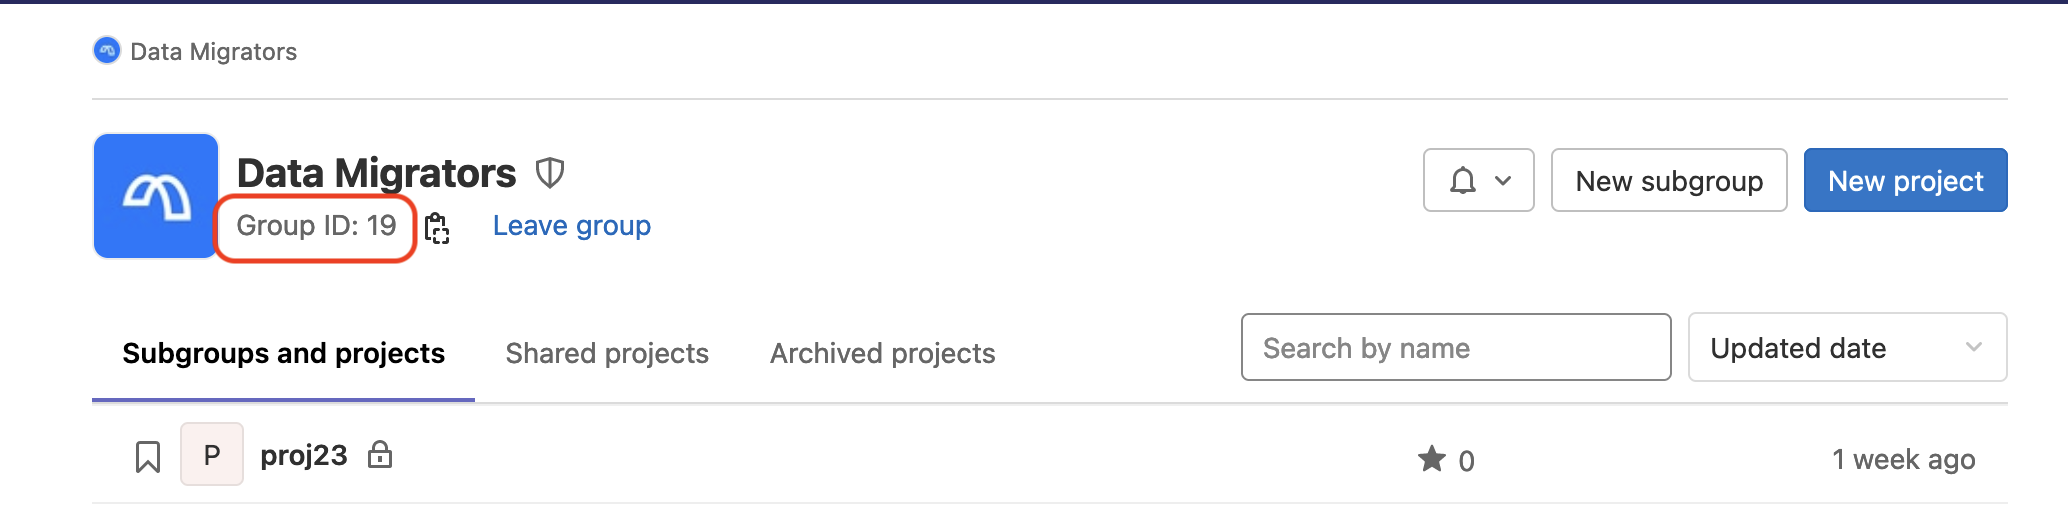 Data Migrators
Data Migrators
Group ID: 19
Leave group
New subgroup
New project
Subgroups and projects
Shared projects
Archived projects
Search by name
Updated date
P
proj23
0
1 week ago